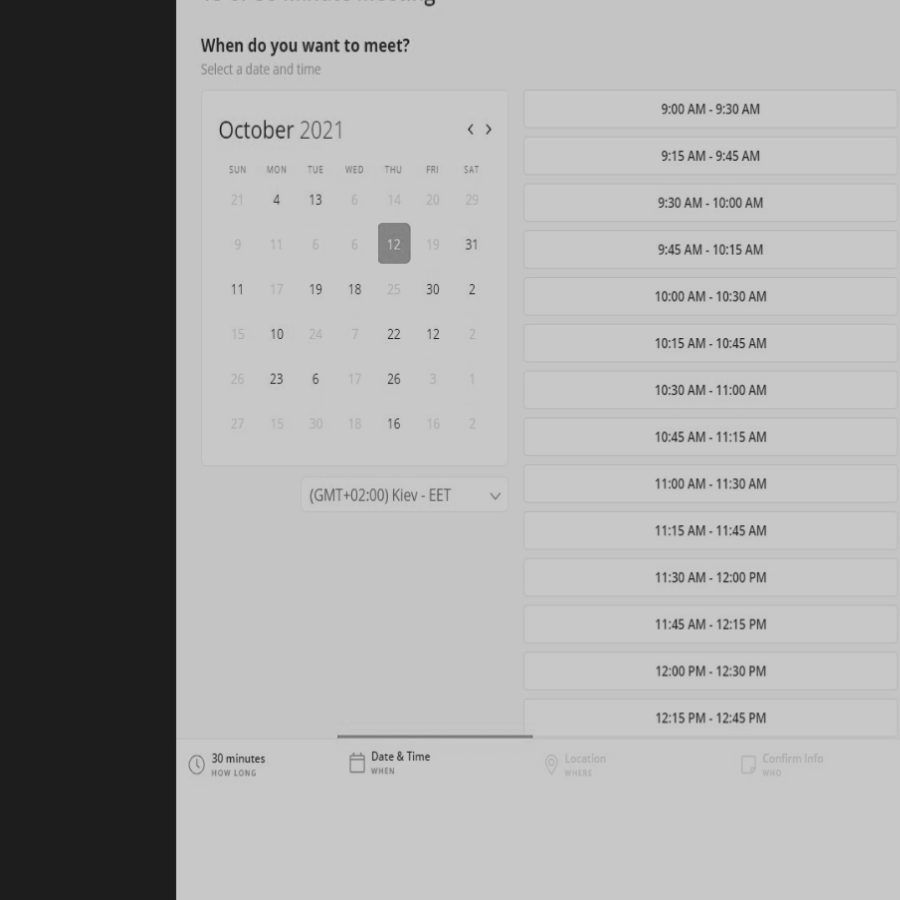 When do you want to meet?
Select a date and time
October 2021
SUN MON TUE WED THU FRI SAT
21 4 13 6 14 20 29
9 11 6 6 12 19 31
11 17 19 18 25 30 2
15 10 24 7 22 12 2
26 23 6 17 26 3 1
27 15 30 18 16 16 2
(GMT+02:00) Kiev - EET
9:00 AM - 9:30 AM
9:15 AM - 9:45 AM
9:30 AM - 10:00 AM
9:45 AM - 10:15 AM
10:00 AM - 10:30 AM
10:15 AM - 10:45 AM
10:30 AM - 11:00 AM
10:45 AM - 11:15 AM
11:00 AM - 11:30 AM
11:15 AM - 11:45 AM
11:30 AM - 12:00 PM
11:45 AM - 12:15 PM
12:00 PM - 12:30 PM
12:15 PM - 12:45 PM
30 minutes
HOW LONG
Date & Time
WHEN
Location
WHERE
Confirm Info
WHO